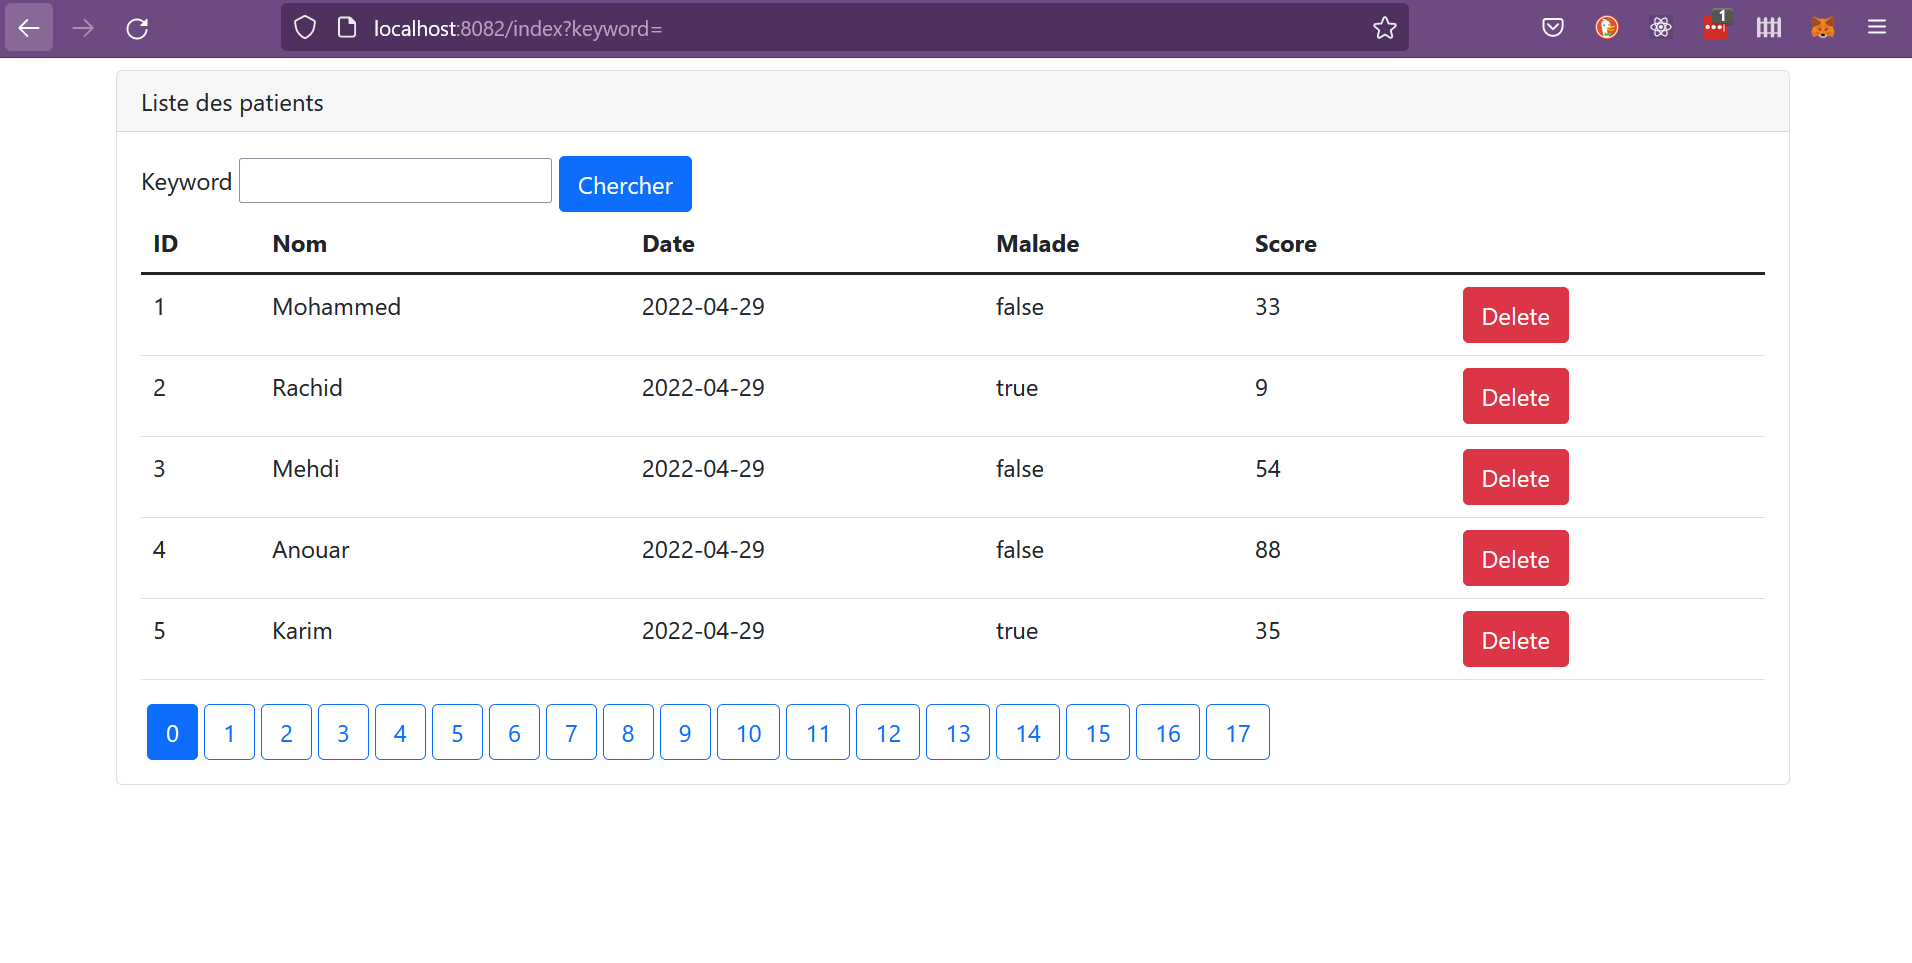 localhost:8082/index?keyword=
1
Liste des patients
Keyword Chercher
ID Nom Date Malade Score
1 Mohammed 2022-04-29 false 33 Delete
2 Rachid 2022-04-29 true 9 Delete
3 Mehdi 2022-04-29 false 54 Delete
4 Anouar 2022-04-29 false 88 Delete
5 Karim 2022-04-29 true 35 Delete
0 1 2 3 4 5 6 7 8 9 10 11 12 13 14 15 16 17